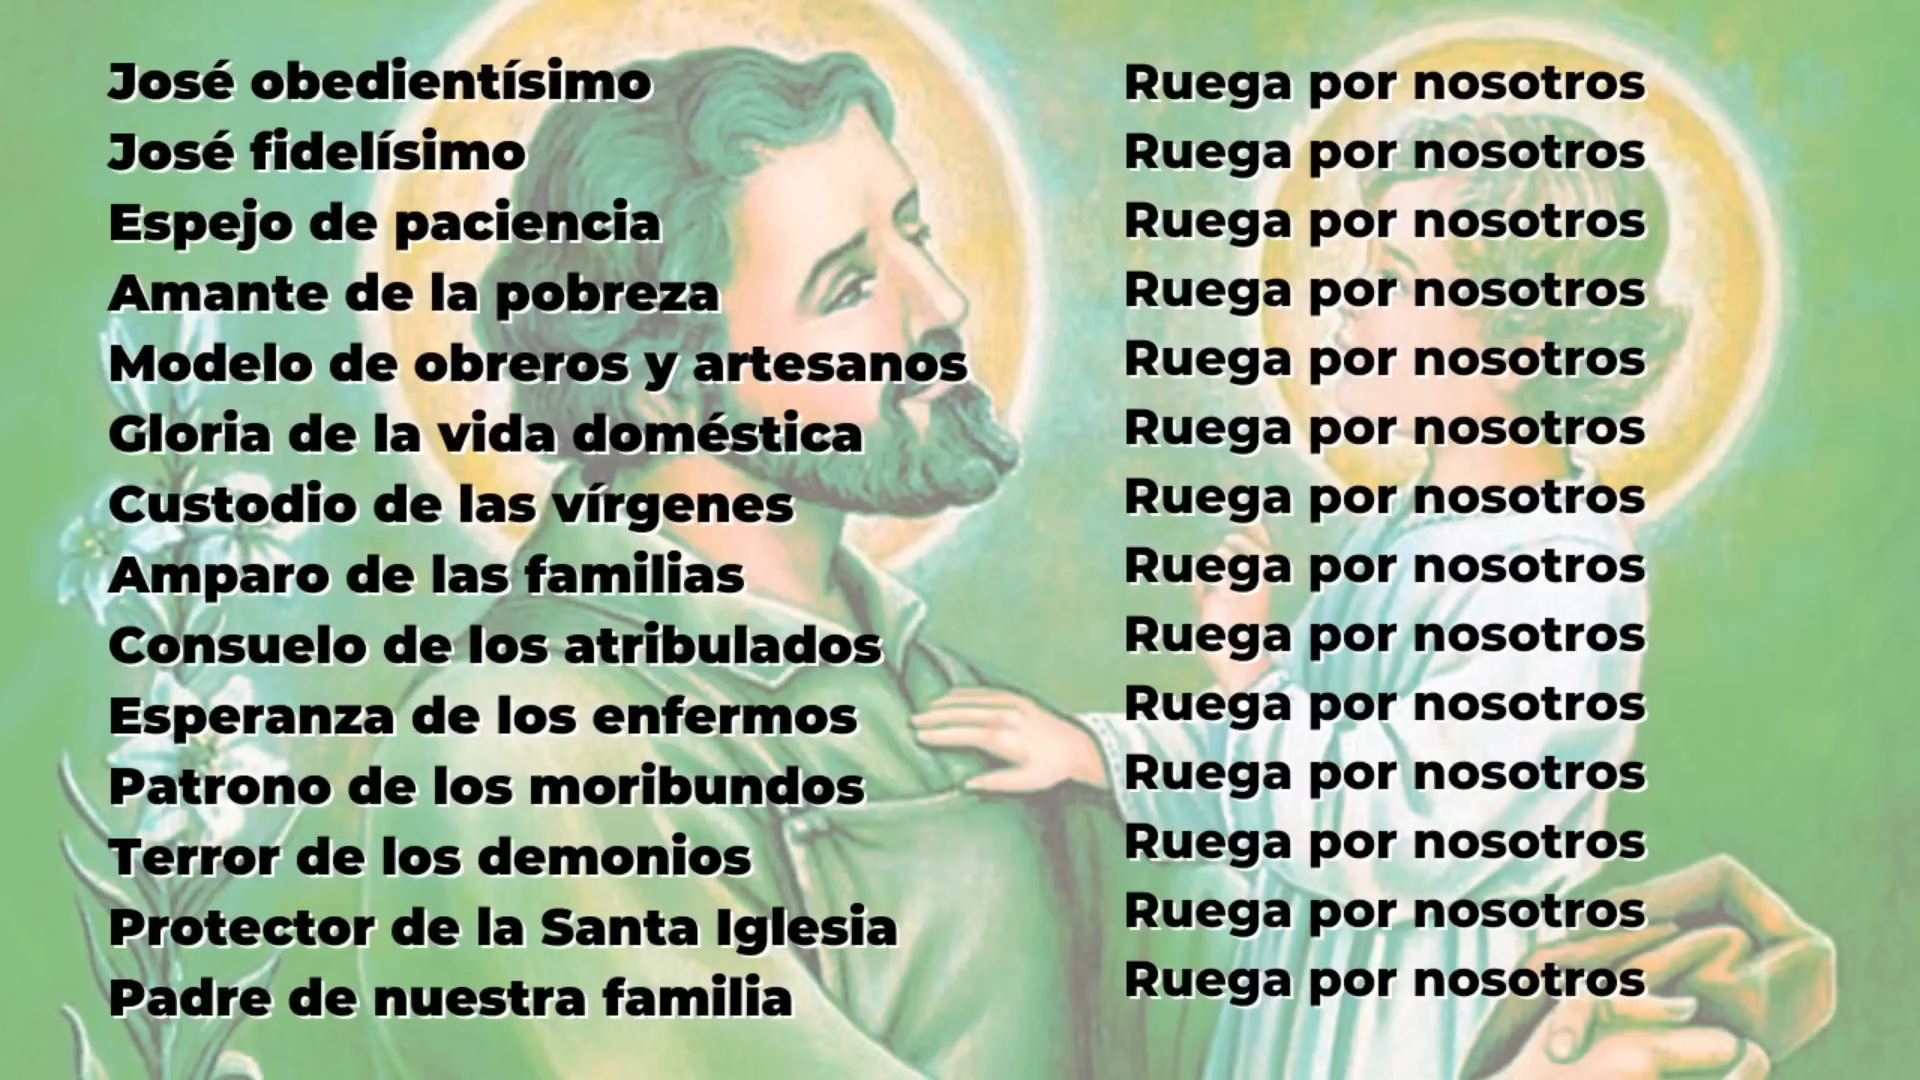 José obedientísimo Ruega por nosotros
José fidelísimo Ruega por nosotros
Espejo de paciencia Ruega por nosotros
Amante de la pobreza Ruega por nosotros
Modelo de obreros y artesanos Ruega por nosotros
Gloria de la vida doméstica Ruega por nosotros
Custodio de las vírgenes Ruega por nosotros
Amparo de las familias Ruega por nosotros
Consuelo de los atribulados Ruega por nosotros
Esperanza de los enfermos Ruega por nosotros
Patrono de los moribundos Ruega por nosotros
Terror de los demonios Ruega por nosotros
Protector de la Santa Iglesia Ruega por nosotros
Padre de nuestra familia Ruega por nosotros